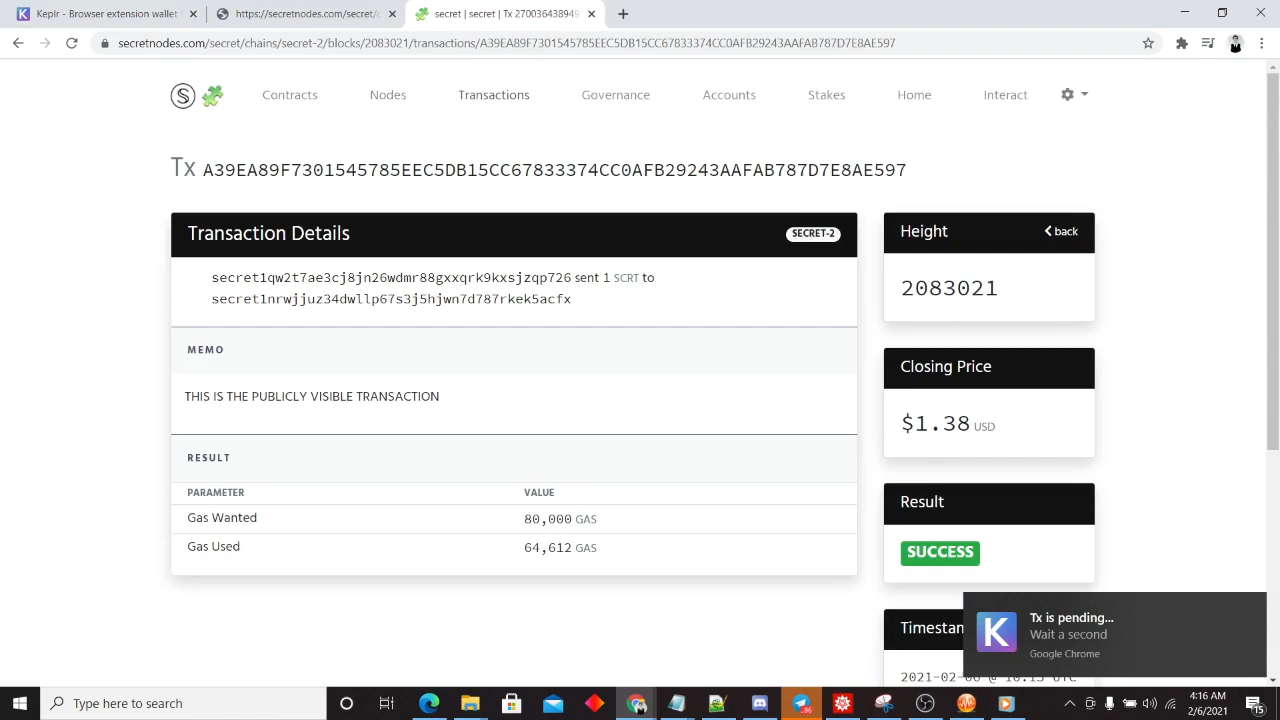 Keplr - Browser extension wallet
https://secretnodes.com/secret/c
secret | secret | Tx 270036438949
secretnodes.com/secret/chains/secret-2/blocks/2083021/transactions/A39EA89F7301545785EEC5DB15CC67833374CC0AFB29243AAFAB787D7E8AE597
Contracts Nodes Transactions Governance Accounts Stakes Home Interact
Tx A39EA89F7301545785EEC5DB15CC67833374CC0AFB29243AAFAB787D7E8AE597
Transaction Details SECRET-2
secret1qw2t7ae3cj8jn26wdmr88gxxqrk9kxsjzqp726 sent 1 SCRT to
secret1nrwjjuz34dwllp67s3j5hjwn7d787rkek5acfx
MEMO
THIS IS THE PUBLICLY VISIBLE TRANSACTION
RESULT
PARAMETER VALUE
Gas Wanted 80,000 GAS
Gas Used 64,612 GAS
Height back
2083021
Closing Price
$1.38 USD
Result
SUCCESS
Timestam
Tx is pending...
Wait a second
Google Chrome
Type here to search
4:16 AM
2/6/2021
15